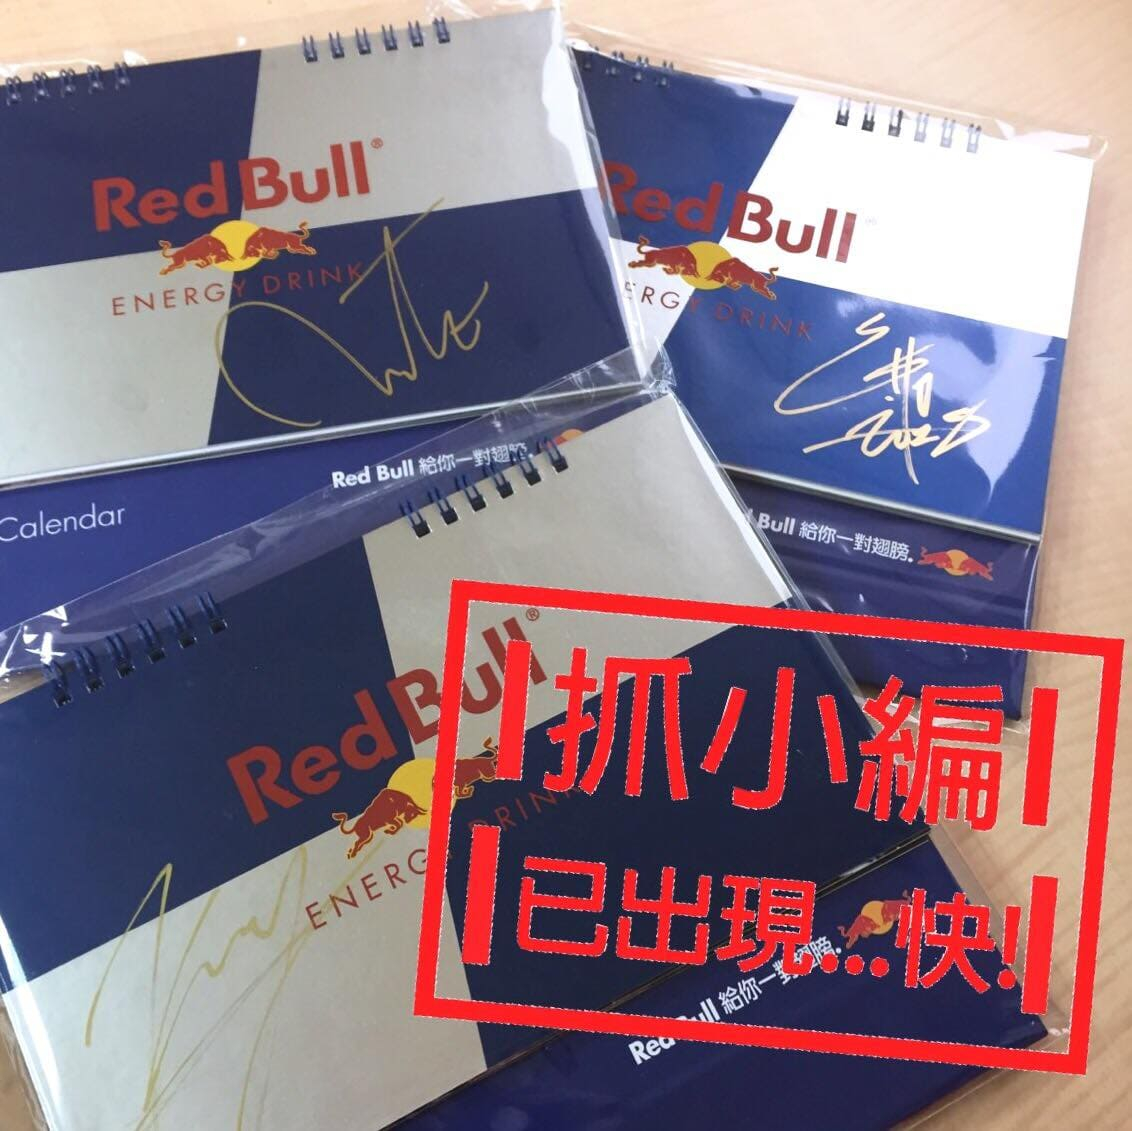 Red Bull®
ENERGY DRINK
Calendar
Red Bull 給你一對翅膀.
Red Bull®
ERGY DRINK
Bull 給你一對翅膀.
2023
Red Bull®
ENERGY DRINK
Red Bull 給你一對翅膀.
抓小編
已出現...快!